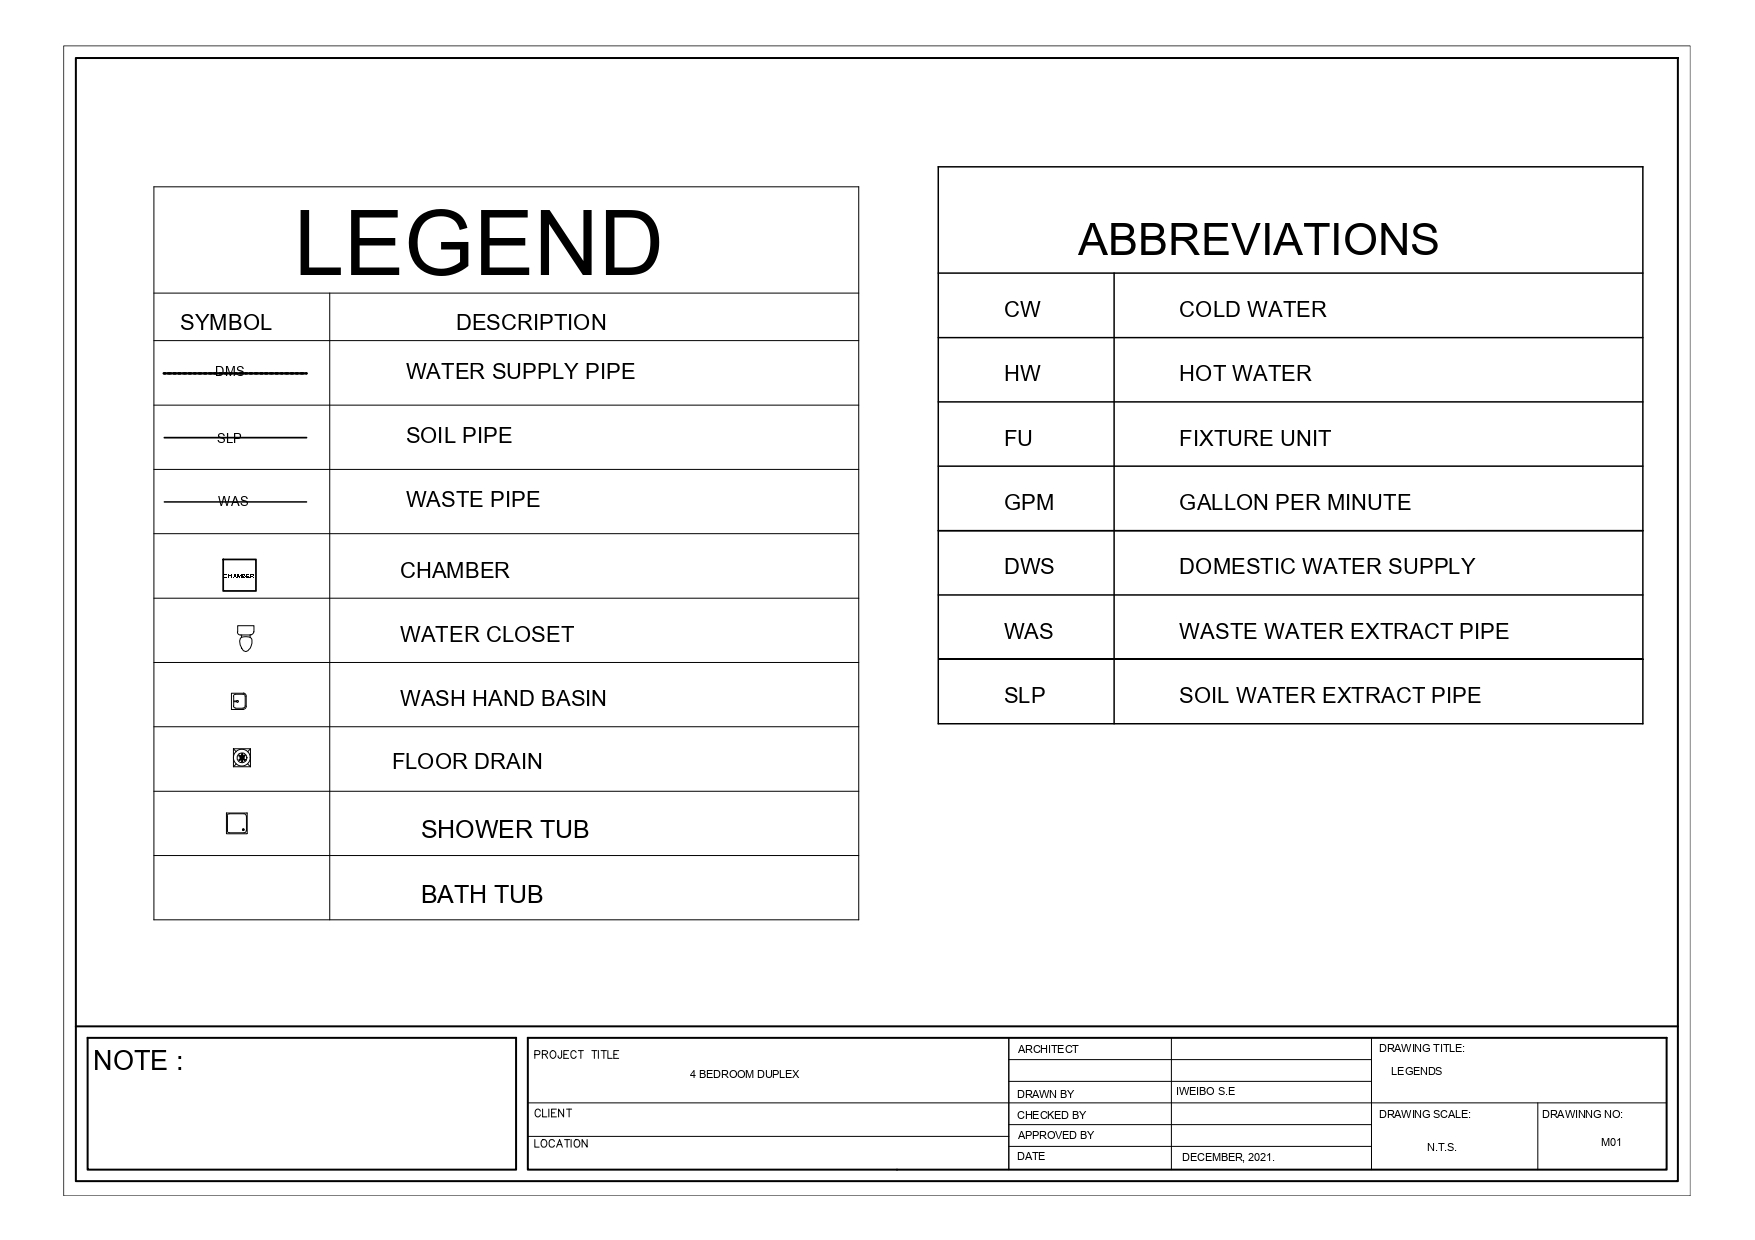 LEGEND
SYMBOL DESCRIPTION
DMS WATER SUPPLY PIPE
SLP SOIL PIPE
WAS WASTE PIPE
CHAMBER CHAMBER
WATER CLOSET
WASH HAND BASIN
FLOOR DRAIN
SHOWER TUB
BATH TUB
ABBREVIATIONS
CW COLD WATER
HW HOT WATER
FU FIXTURE UNIT
GPM GALLON PER MINUTE
DWS DOMESTIC WATER SUPPLY
WAS WASTE WATER EXTRACT PIPE
SLP SOIL WATER EXTRACT PIPE
NOTE :
PROJECT TITLE
4 BEDROOM DUPLEX
CLIENT
LOCATION
ARCHITECT
DRAWN BY IWEIBO S.E
CHECKED BY
APPROVED BY
DATE DECEMBER, 2021.
DRAWING TITLE:
LEGENDS
DRAWING SCALE:
N.T.S.
DRAWINNG NO:
M01